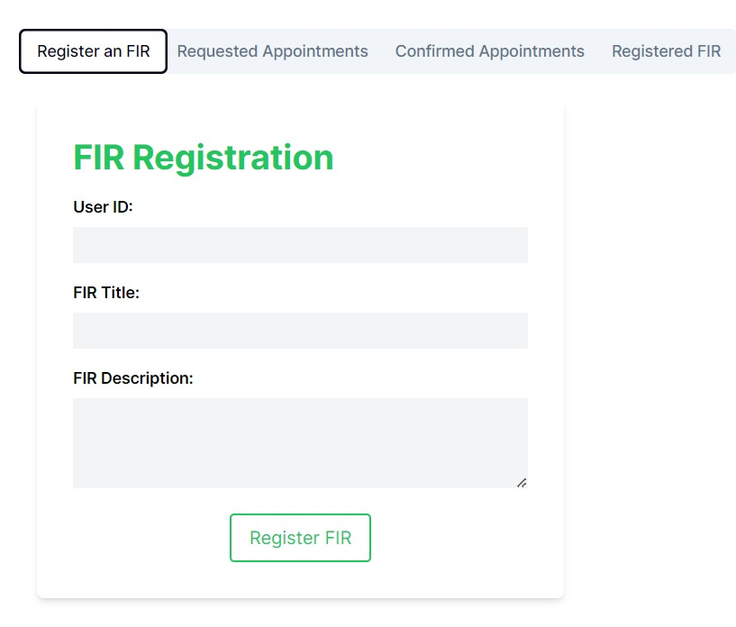 Register an FIR Requested Appointments Confirmed Appointments Registered FIR
FIR Registration
User ID:
FIR Title:
FIR Description:
Register FIR